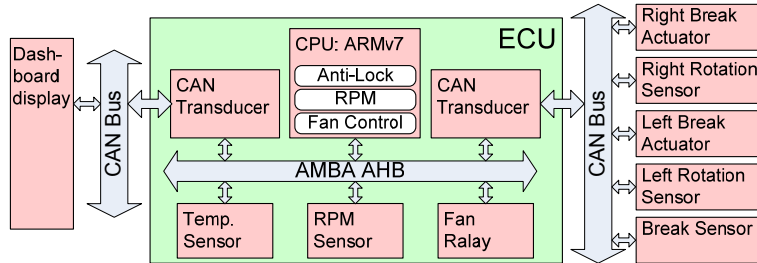 Dash-
board
display
CAN Bus
ECU
CAN
Transducer
CPU: ARMv7
Anti-Lock
RPM
Fan Control
CAN
Transducer
AMBA AHB
Temp.
Sensor
RPM
Sensor
Fan
Ralay
CAN Bus
Right Break
Actuator
Right Rotation
Sensor
Left Break
Actuator
Left Rotation
Sensor
Break Sensor